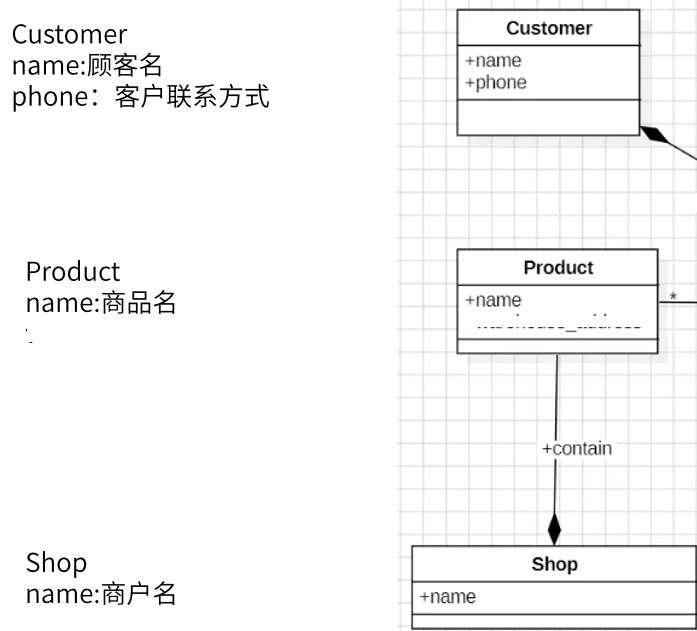 Customer
name:顾客名
phone：客户联系方式
Customer
+name
+phone
Product
name:商品名
Product
+name
*
+contain
Shop
name:商户名
Shop
+name